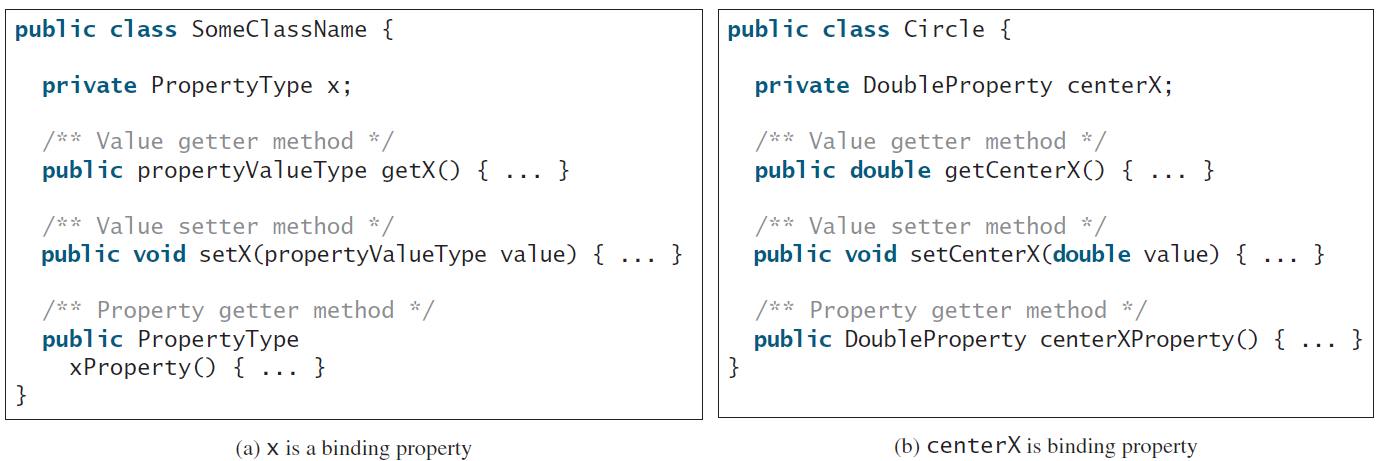 public class SomeClassName {
private PropertyType x;
/** Value getter method */
public propertyValueType getX() { ... }
/** Value setter method */
public void setX(propertyValueType value) { ... }
/** Property getter method */
public PropertyType
xProperty() { ... }
}
(a) x is a binding property
public class Circle {
private DoubleProperty centerX;
/** Value getter method */
public double getCenterX() { ... }
/** Value setter method */
public void setCenterX(double value) { ... }
/** Property getter method */
public DoubleProperty centerXProperty() { ... }
}
(b) centerX is binding property